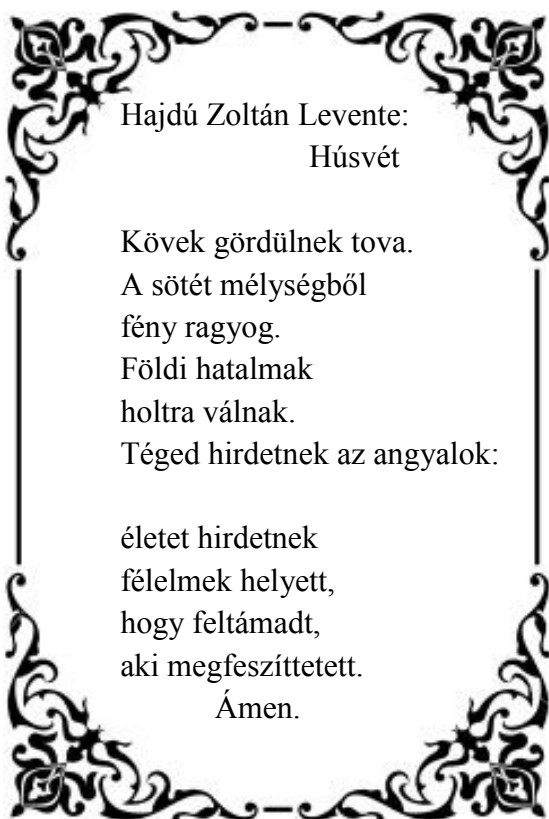 Hajdú Zoltán Levente:
Húsvét
Kövek gördülnek tova.
A sötét mélységből
fény ragyog.
Földi hatalmak
holtra válnak.
Téged hirdetnek az angyalok:
életet hirdetnek
félelmek helyett,
hogy feltámadt,
aki megfeszíttetett.
Ámen.